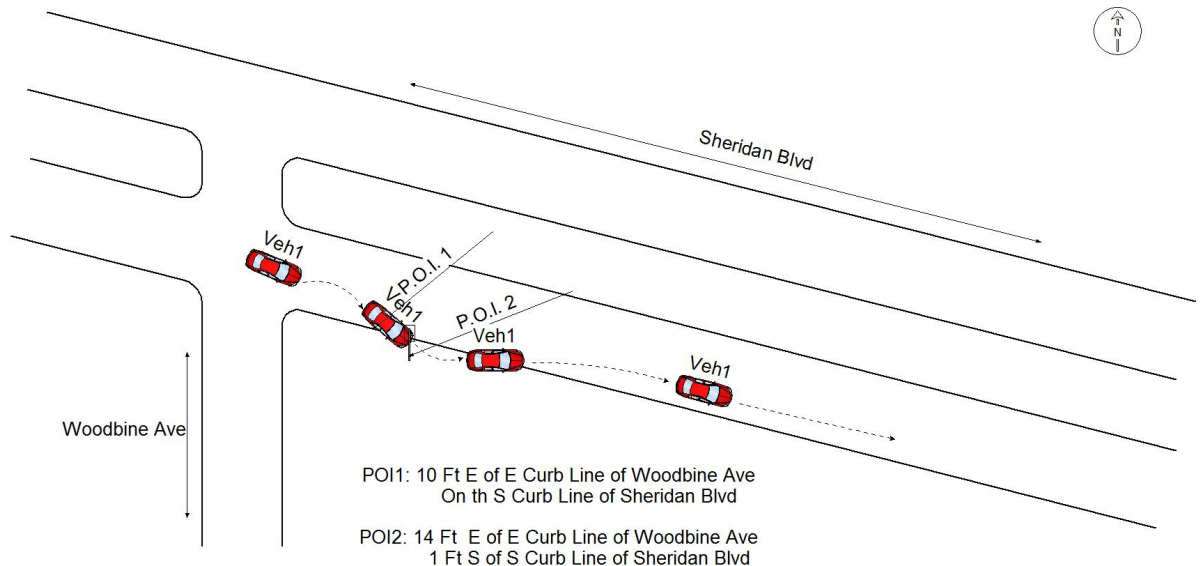 N
Sheridan Blvd
Veh1
P.O.I. 1
Veh1
P.O.I. 2
Veh1
Veh1
Woodbine Ave
POI1: 10 Ft E of E Curb Line of Woodbine Ave
On th S Curb Line of Sheridan Blvd
POI2: 14 Ft E of E Curb Line of Woodbine Ave
1 Ft S of S Curb Line of Sheridan Blvd